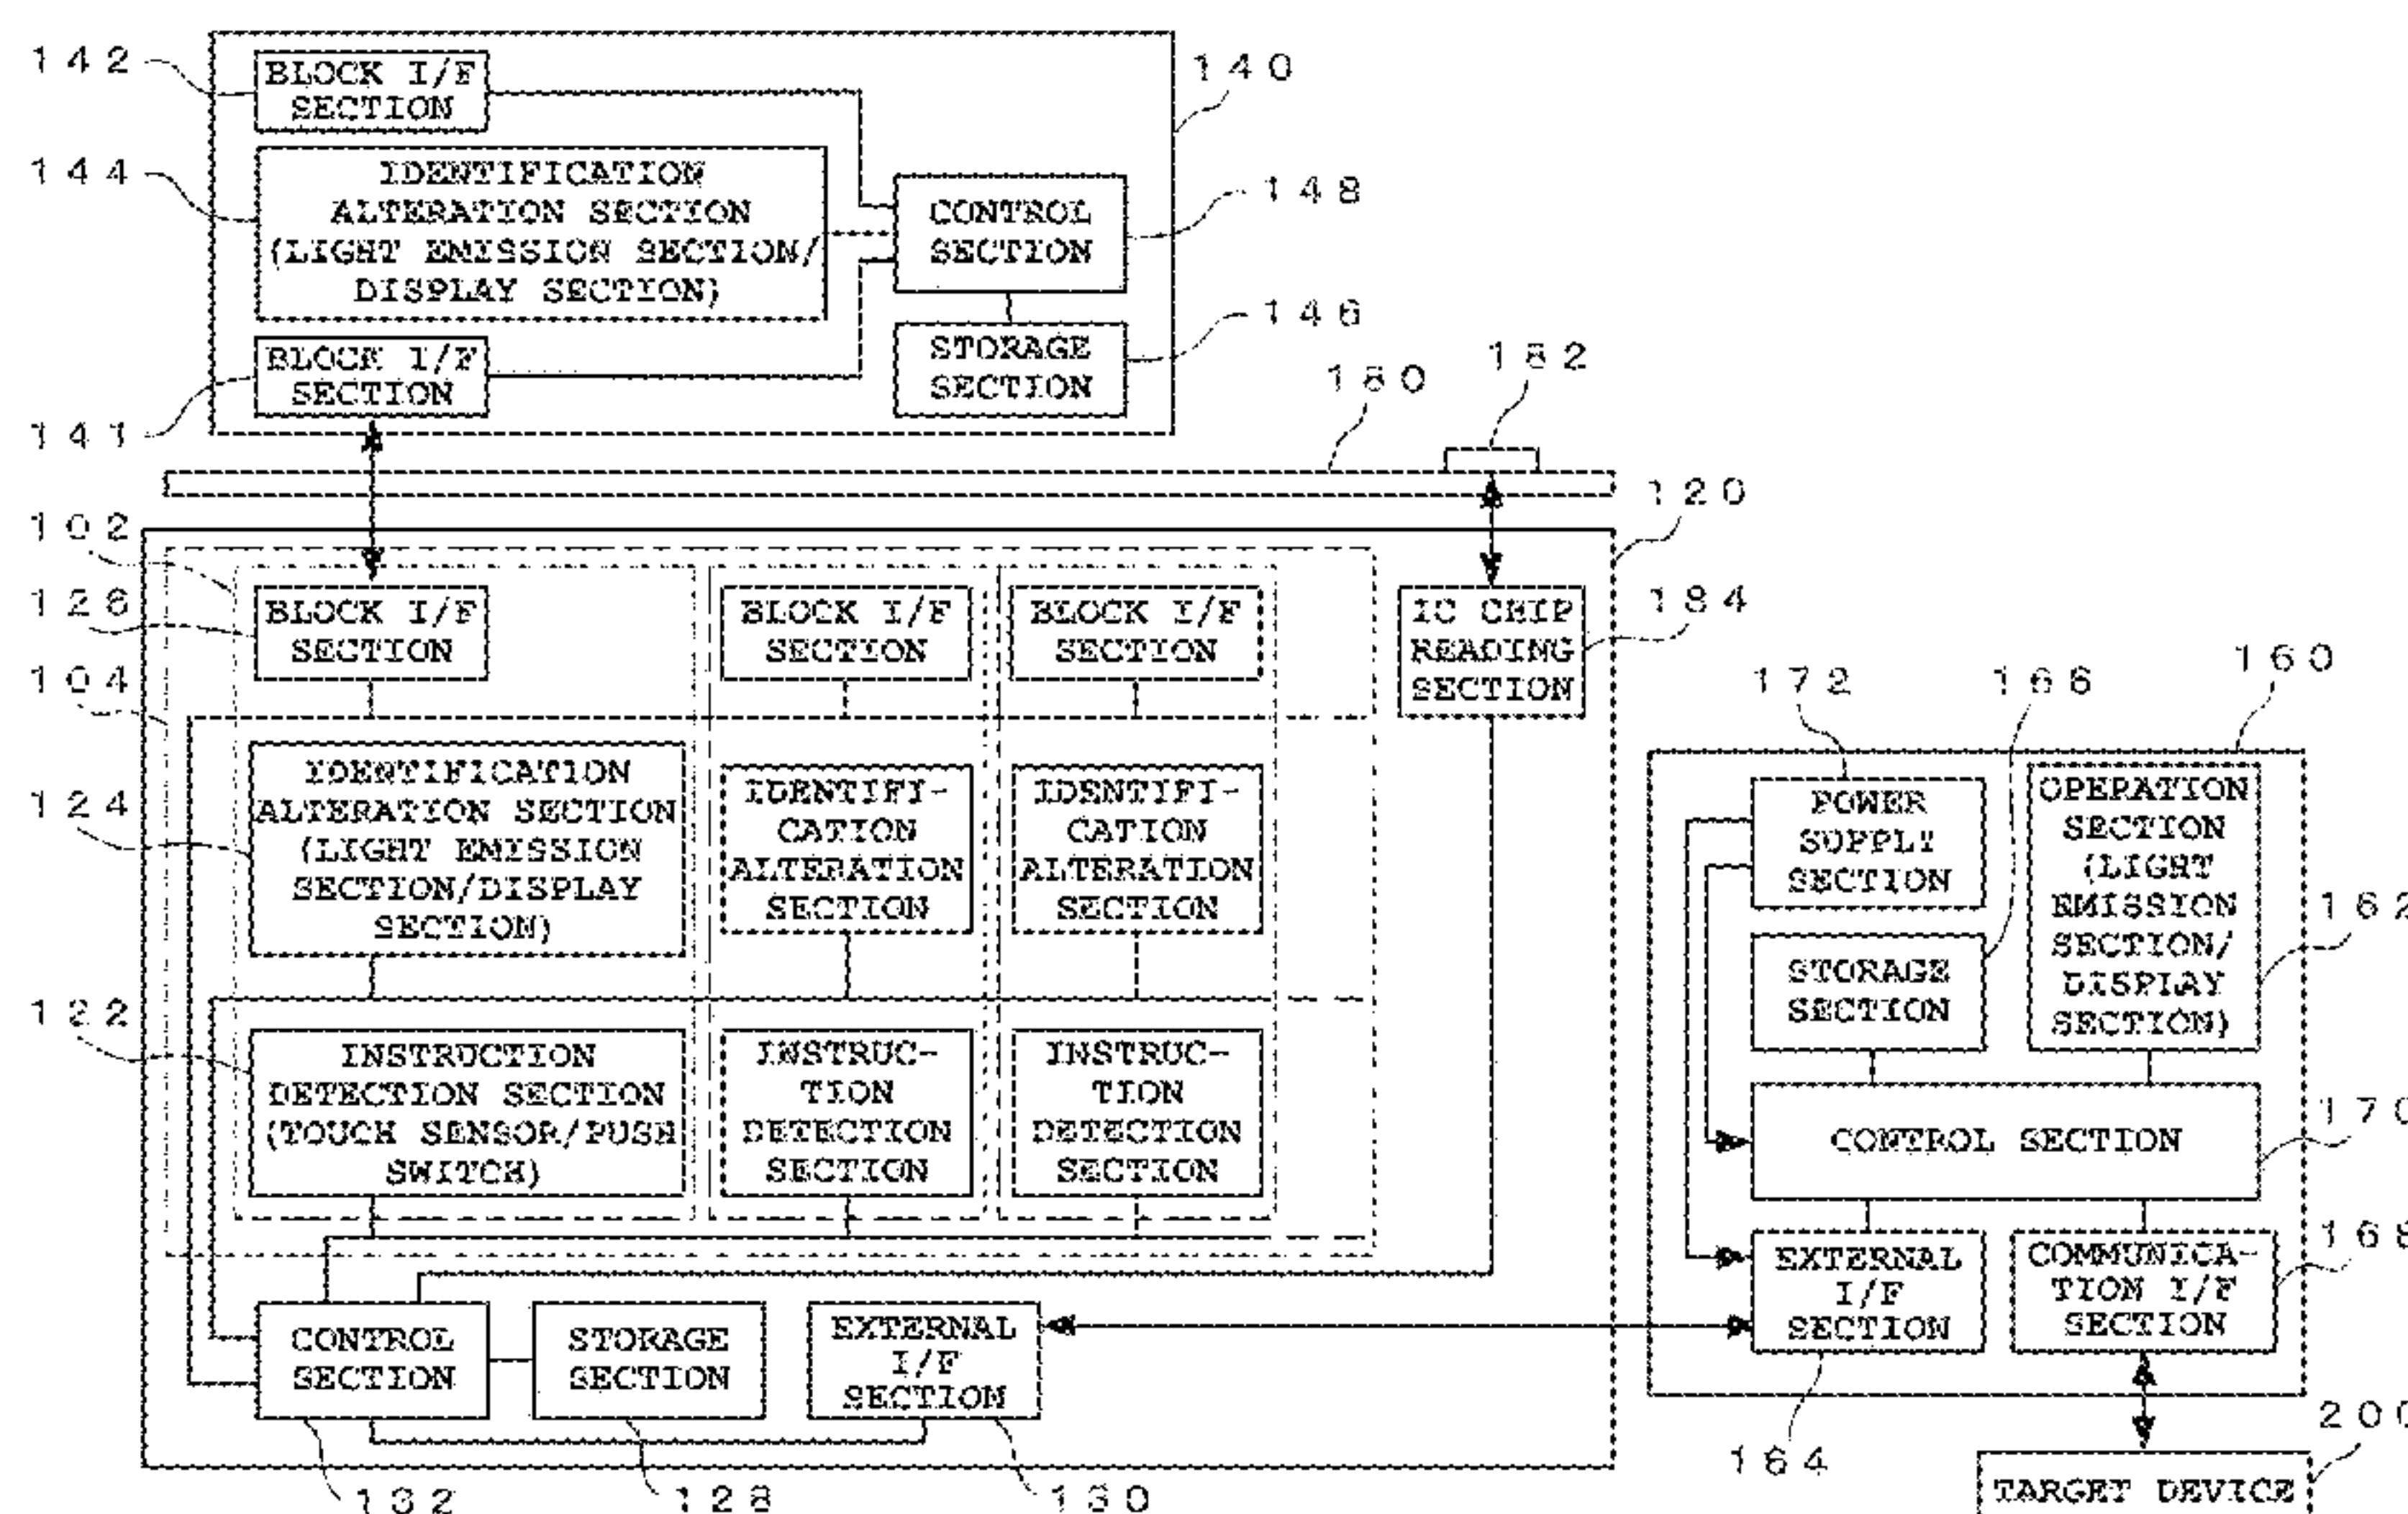 142
BLOCK I/F
SECTION
140
144
IDENTIFICATION
ALTERATION SECTION
(LIGHT EMISSION SECTION/
DISPLAY SECTION)
CONTROL
SECTION
148
STORAGE
SECTION
146
BLOCK I/F
SECTION
141
180
182
120
102
126
BLOCK I/F
SECTION
BLOCK I/F
SECTION
BLOCK I/F
SECTION
IC CHIP
READING
SECTION
184
104
124
IDENTIFICATION
ALTERATION SECTION
(LIGHT EMISSION
SECTION/DISPLAY
SECTION)
IDENTIFI-
CATION
ALTERATION
SECTION
IDENTIFI-
CATION
ALTERATION
SECTION
122
INSTRUCTION
DETECTION SECTION
(TOUCH SENSOR/PUSH
SWITCH)
INSTRUC-
TION
DETECTION
SECTION
INSTRUC-
TION
DETECTION
SECTION
CONTROL
SECTION
STORAGE
SECTION
EXTERNAL
I/F
SECTION
132
128
130
172
166
160
POWER
SUPPLY
SECTION
OPERATION
SECTION
(LIGHT
EMISSION
SECTION/
DISPLAY
SECTION)
162
STORAGE
SECTION
CONTROL SECTION
170
EXTERNAL
I/F
SECTION
COMMUNICA-
TION I/F
SECTION
168
164
200
TARGET DEVICE